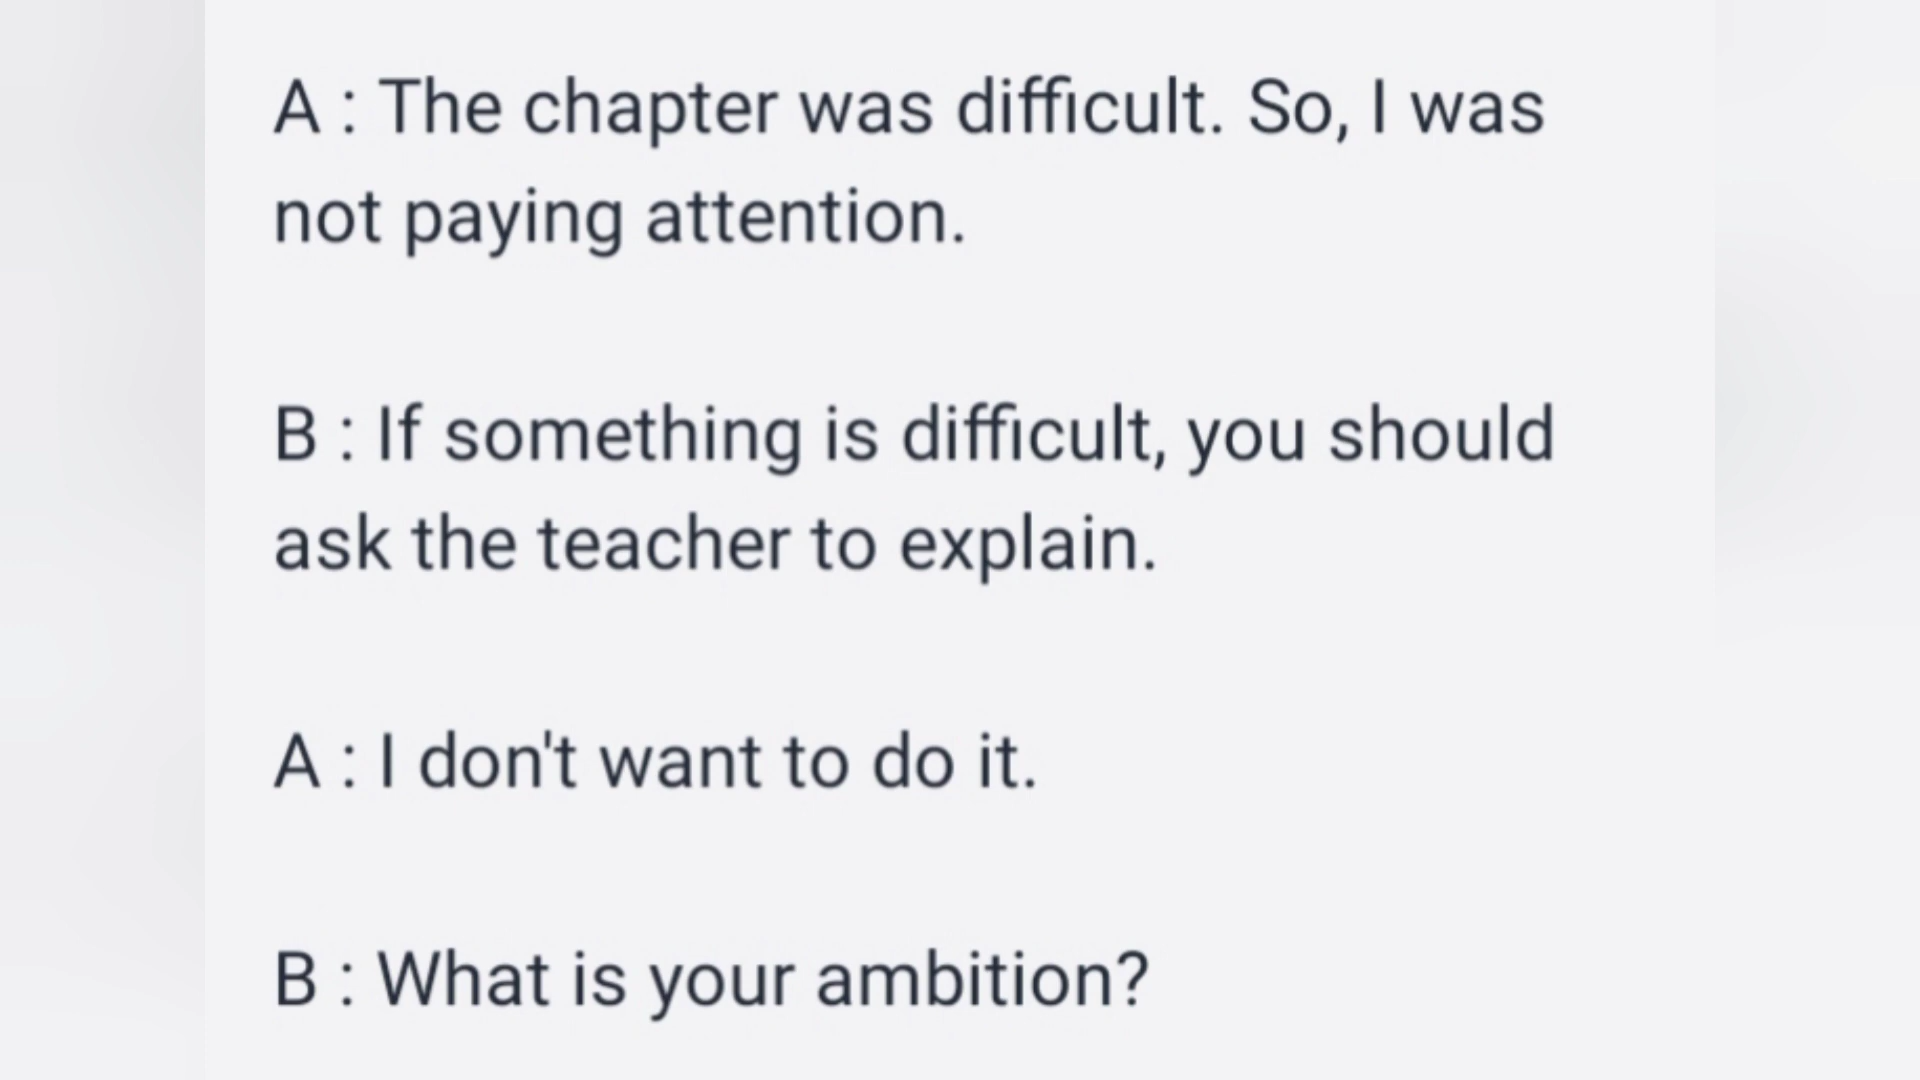 A : The chapter was difficult. So, I was
not paying attention.
B : If something is difficult, you should
ask the teacher to explain.
A : I don't want to do it.
B : What is your ambition?